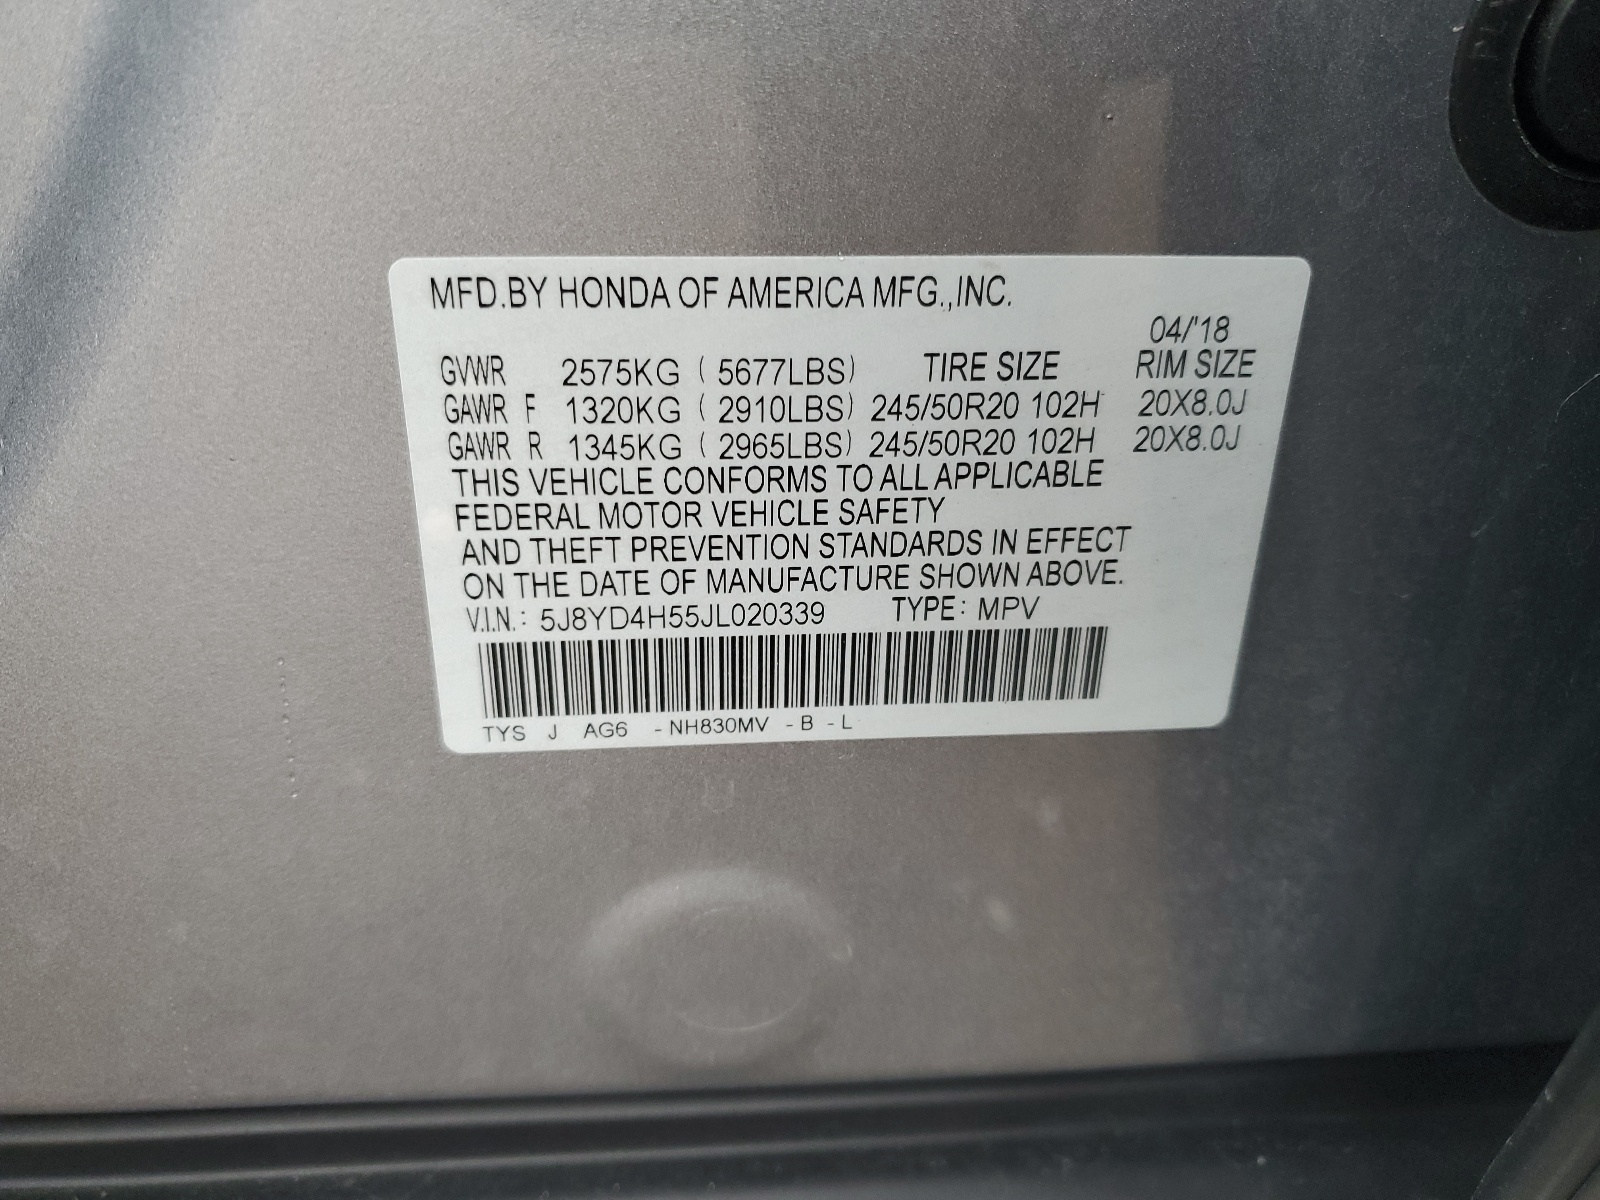 MFD.BY HONDA OF AMERICA MFG.,INC.
04/'18
GVWR 2575KG ( 5677LBS) TIRE SIZE RIM SIZE
GAWR F 1320KG ( 2910LBS) 245/50R20 102H 20X8.0J
GAWR R 1345KG ( 2965LBS) 245/50R20 102H 20X8.0J
THIS VEHICLE CONFORMS TO ALL APPLICABLE
FEDERAL MOTOR VEHICLE SAFETY
AND THEFT PREVENTION STANDARDS IN EFFECT
ON THE DATE OF MANUFACTURE SHOWN ABOVE.
V.I.N.: 5J8YD4H55JL020339 TYPE: MPV
TYS J AG6 - NH830MV - B - L